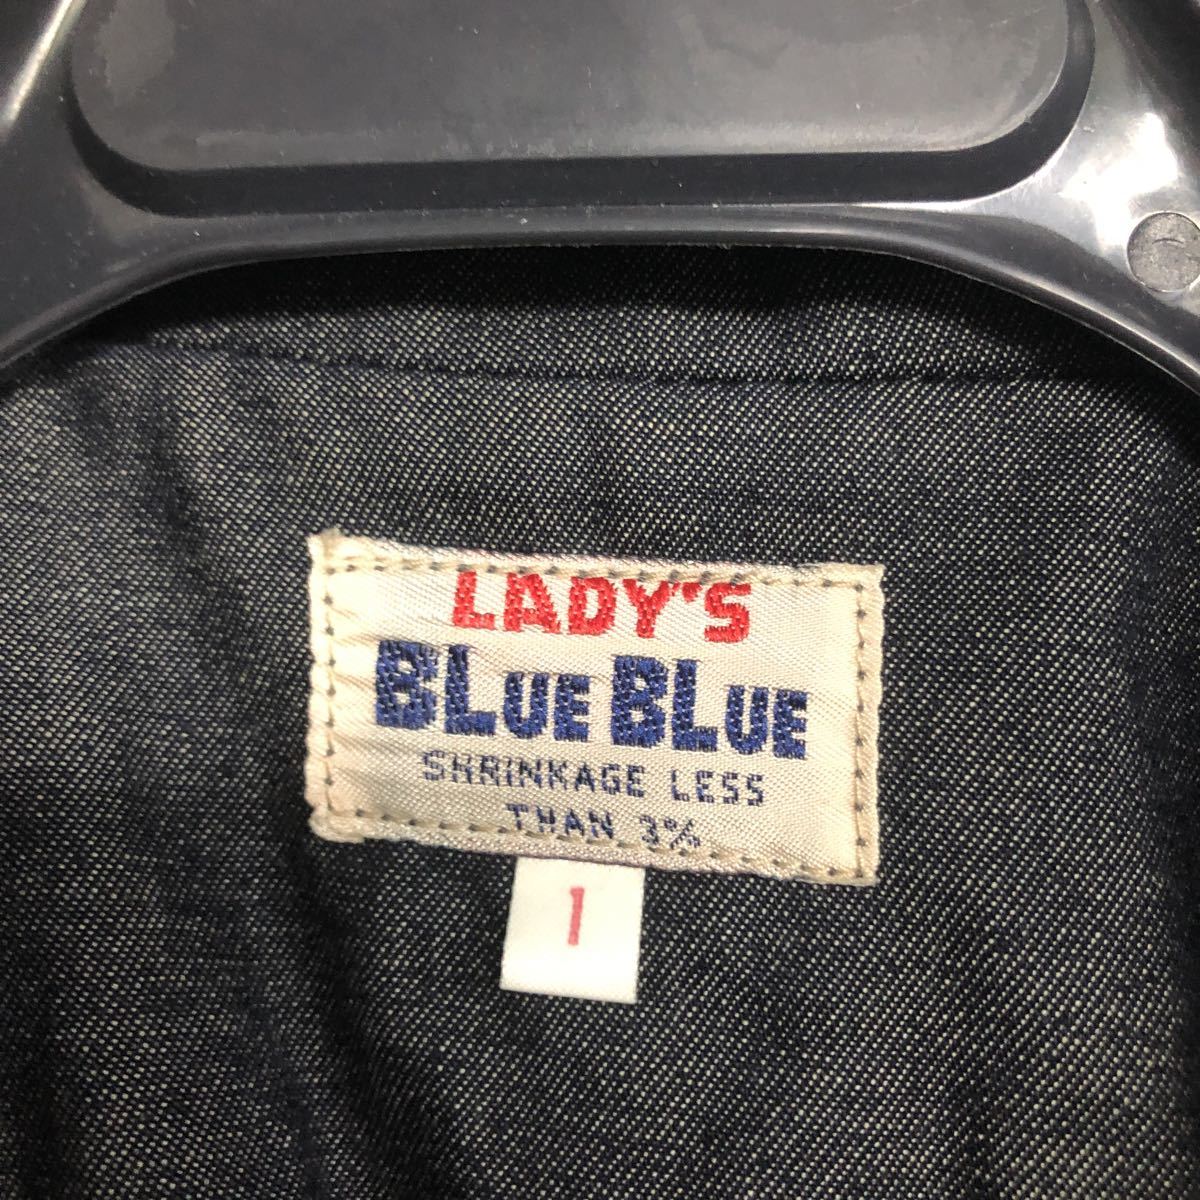 LADY'S
BLUE BLUE
SHRINKAGE LESS
THAN 3%
1